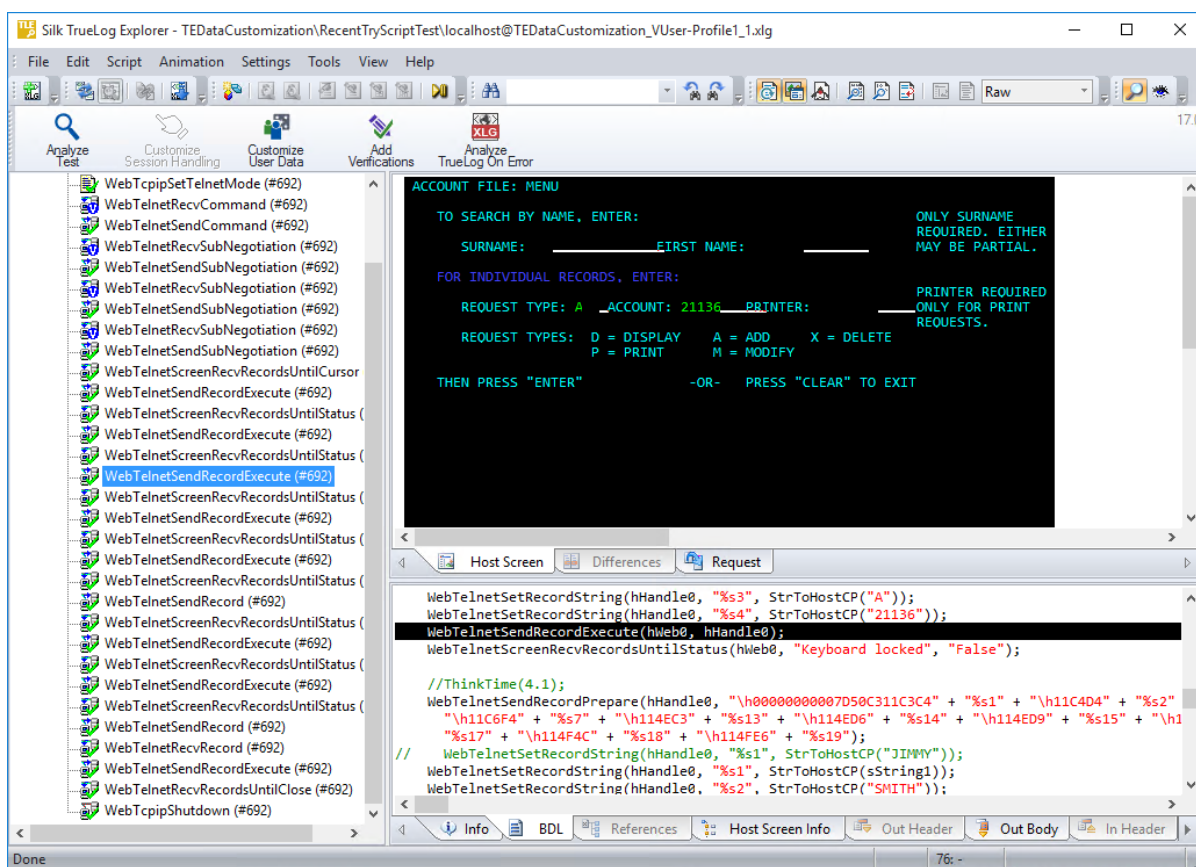 Silk TrueLog Explorer - TEDataCustomization\RecentTryScriptTest\localhost@TEDataCustomization_VUser-Profile1_1.xlg
File Edit Script Animation Settings Tools View Help
Raw
Analyze Test
Customize Session Handling
Customize User Data
Add Verifications
XLG
Analyze TrueLog On Error
17.
WebTcpipSetTelnetMode (#692)
WebTelnetRecvCommand (#692)
WebTelnetSendCommand (#692)
WebTelnetRecvSubNegotiation (#692)
WebTelnetSendSubNegotiation (#692)
WebTelnetRecvSubNegotiation (#692)
WebTelnetSendSubNegotiation (#692)
WebTelnetRecvSubNegotiation (#692)
WebTelnetSendSubNegotiation (#692)
WebTelnetScreenRecvRecordsUntilCursor
WebTelnetSendRecordExecute (#692)
WebTelnetScreenRecvRecordsUntilStatus (
WebTelnetSendRecordExecute (#692)
WebTelnetScreenRecvRecordsUntilStatus (
WebTelnetSendRecordExecute (#692)
WebTelnetScreenRecvRecordsUntilStatus (
WebTelnetSendRecordExecute (#692)
WebTelnetScreenRecvRecordsUntilStatus (
WebTelnetSendRecordExecute (#692)
WebTelnetScreenRecvRecordsUntilStatus (
WebTelnetSendRecord (#692)
WebTelnetScreenRecvRecordsUntilStatus (
WebTelnetSendRecordExecute (#692)
WebTelnetScreenRecvRecordsUntilStatus (
WebTelnetSendRecordExecute (#692)
WebTelnetScreenRecvRecordsUntilStatus (
WebTelnetSendRecord (#692)
WebTelnetRecvRecord (#692)
WebTelnetSendRecordExecute (#692)
WebTelnetRecvRecordsUntilClose (#692)
WebTcpipShutdown (#692)
ACCOUNT FILE: MENU
TO SEARCH BY NAME, ENTER: ONLY SURNAME
REQUIRED. EITHER
SURNAME: FIRST NAME: MAY BE PARTIAL.
FOR INDIVIDUAL RECORDS, ENTER:
PRINTER REQUIRED
REQUEST TYPE: A ACCOUNT: 21136 PRINTER: ONLY FOR PRINT
REQUESTS.
REQUEST TYPES: D = DISPLAY A = ADD X = DELETE
P = PRINT M = MODIFY
THEN PRESS "ENTER" -OR- PRESS "CLEAR" TO EXIT
Host Screen Differences Request
WebTelnetSetRecordString(hHandle0, "%s3", StrToHostCP("A"));
WebTelnetSetRecordString(hHandle0, "%s4", StrToHostCP("21136"));
WebTelnetSendRecordExecute(hWeb0, hHandle0);
WebTelnetScreenRecvRecordsUntilStatus(hWeb0, "Keyboard locked", "False");
//ThinkTime(4.1);
WebTelnetSendRecordPrepare(hHandle0, "\h00000000007D50C311C3C4" + "%s1" + "\h11C4D4" + "%s2"
"\h11C6F4" + "%s7" + "\h114EC3" + "%s13" + "\h114ED6" + "%s14" + "\h114ED9" + "%s15" + "\h1
"%s17" + "\h114F4C" + "%s18" + "\h114FE6" + "%s19");
// WebTelnetSetRecordString(hHandle0, "%s1", StrToHostCP("JIMMY"));
WebTelnetSetRecordString(hHandle0, "%s1", StrToHostCP(sString1));
WebTelnetSetRecordString(hHandle0, "%s2", StrToHostCP("SMITH"));
Info BDL References Host Screen Info Out Header Out Body In Header
Done 76: -